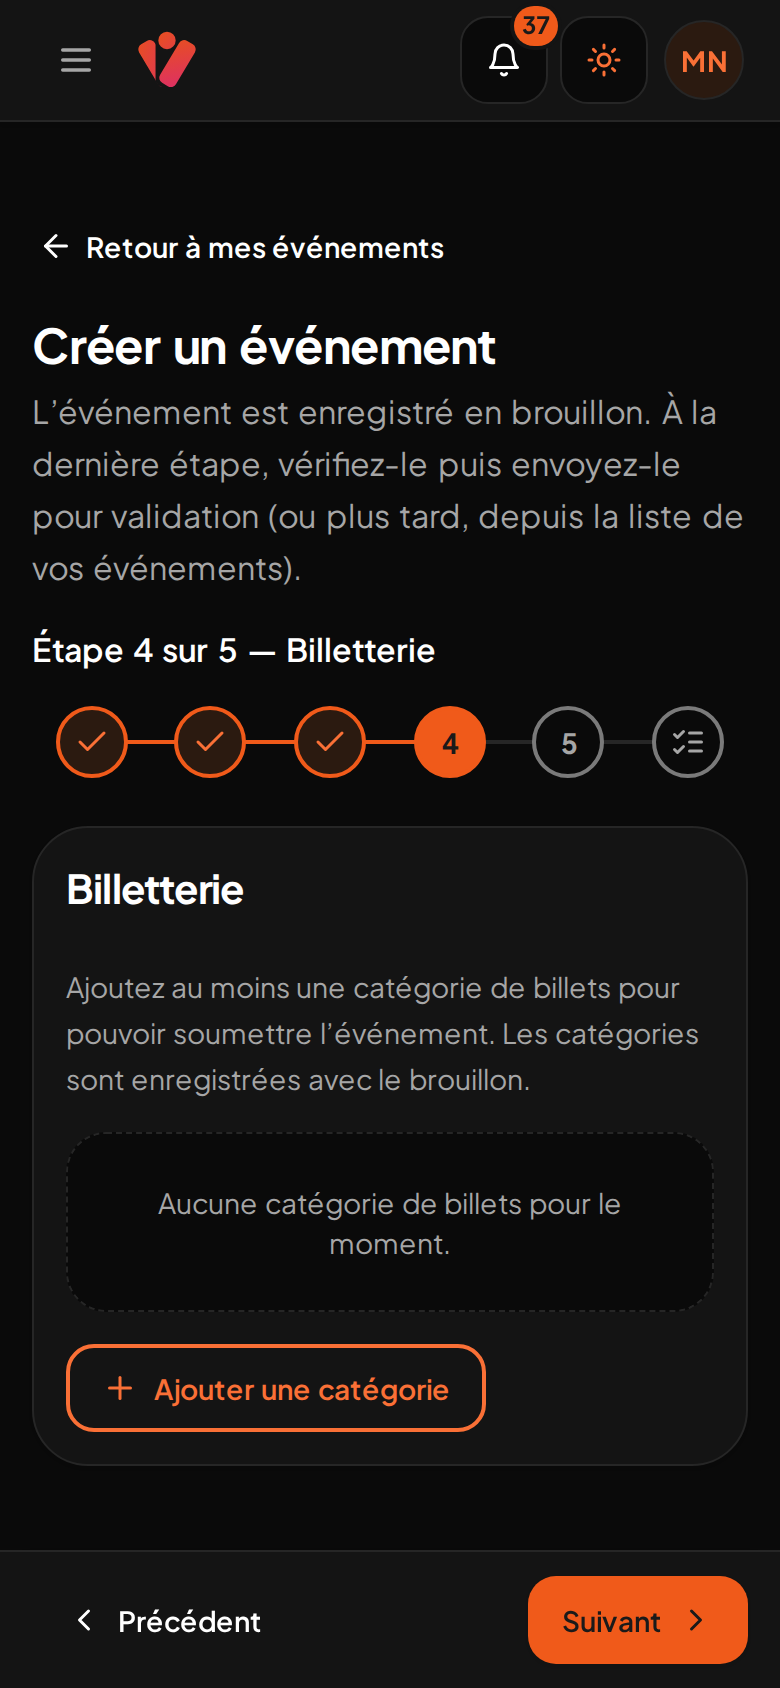 37
MN
Retour à mes événements
Créer un événement
L’événement est enregistré en brouillon. À la
dernière étape, vérifiez-le puis envoyez-le
pour validation (ou plus tard, depuis la liste de
vos événements).
Étape 4 sur 5 — Billetterie
4 5
Billetterie
Ajoutez au moins une catégorie de billets pour
pouvoir soumettre l’événement. Les catégories
sont enregistrées avec le brouillon.
Aucune catégorie de billets pour le
moment.
Ajouter une catégorie
Précédent Suivant